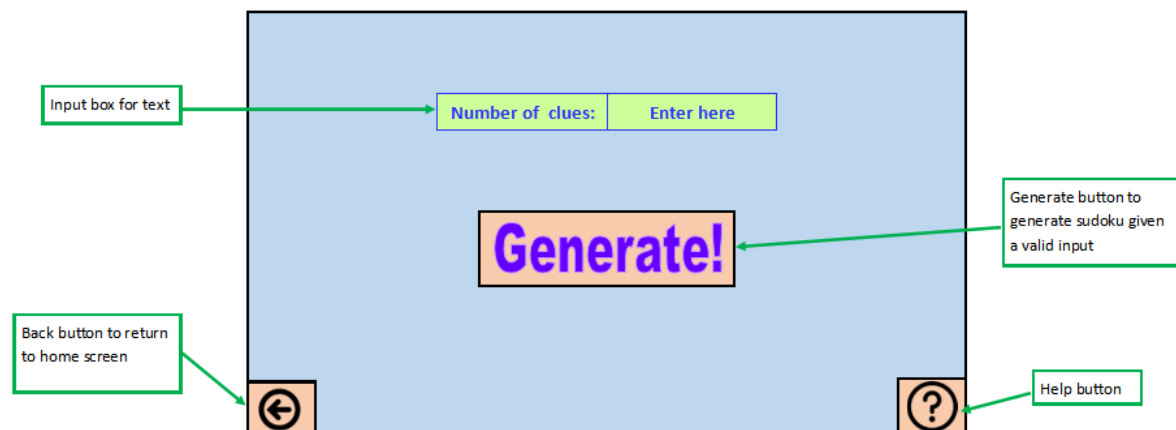 Input box for text
Number of clues:
Enter here
Generate button to
generate sudoku given
a valid input
Generate!
Back button to return
to home screen
Help button
?